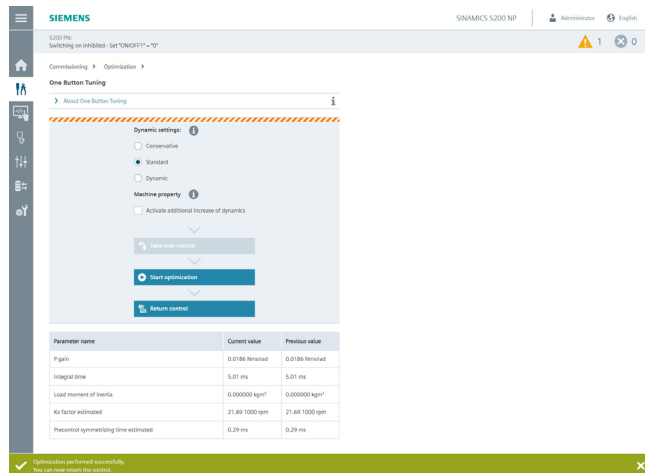 SIEMENS
SINAMICS S200 NP
Administrator
English
S200 PN:
Switching on inhibited - Set "ON/OFF1" = "0"
1
0
Commissioning > Optimization >
One Button Tuning
> About One Button Tuning
Dynamic settings:
Conservative
Standard
Dynamic
Machine property
Activate additional increase of dynamics
Take over control
Start optimization
Return control
Parameter name Current value Previous value
P gain 0.0186 Nms/rad 0.0186 Nms/rad
Integral time 5.01 ms 5.01 ms
Load moment of inertia 0.000000 kgm² 0.000000 kgm²
Kv factor estimated 21.69 1000 rpm 21.69 1000 rpm
Precontrol symmetrizing time estimated 0.29 ms 0.29 ms
Optimization performed successfully.
You can now return the control.